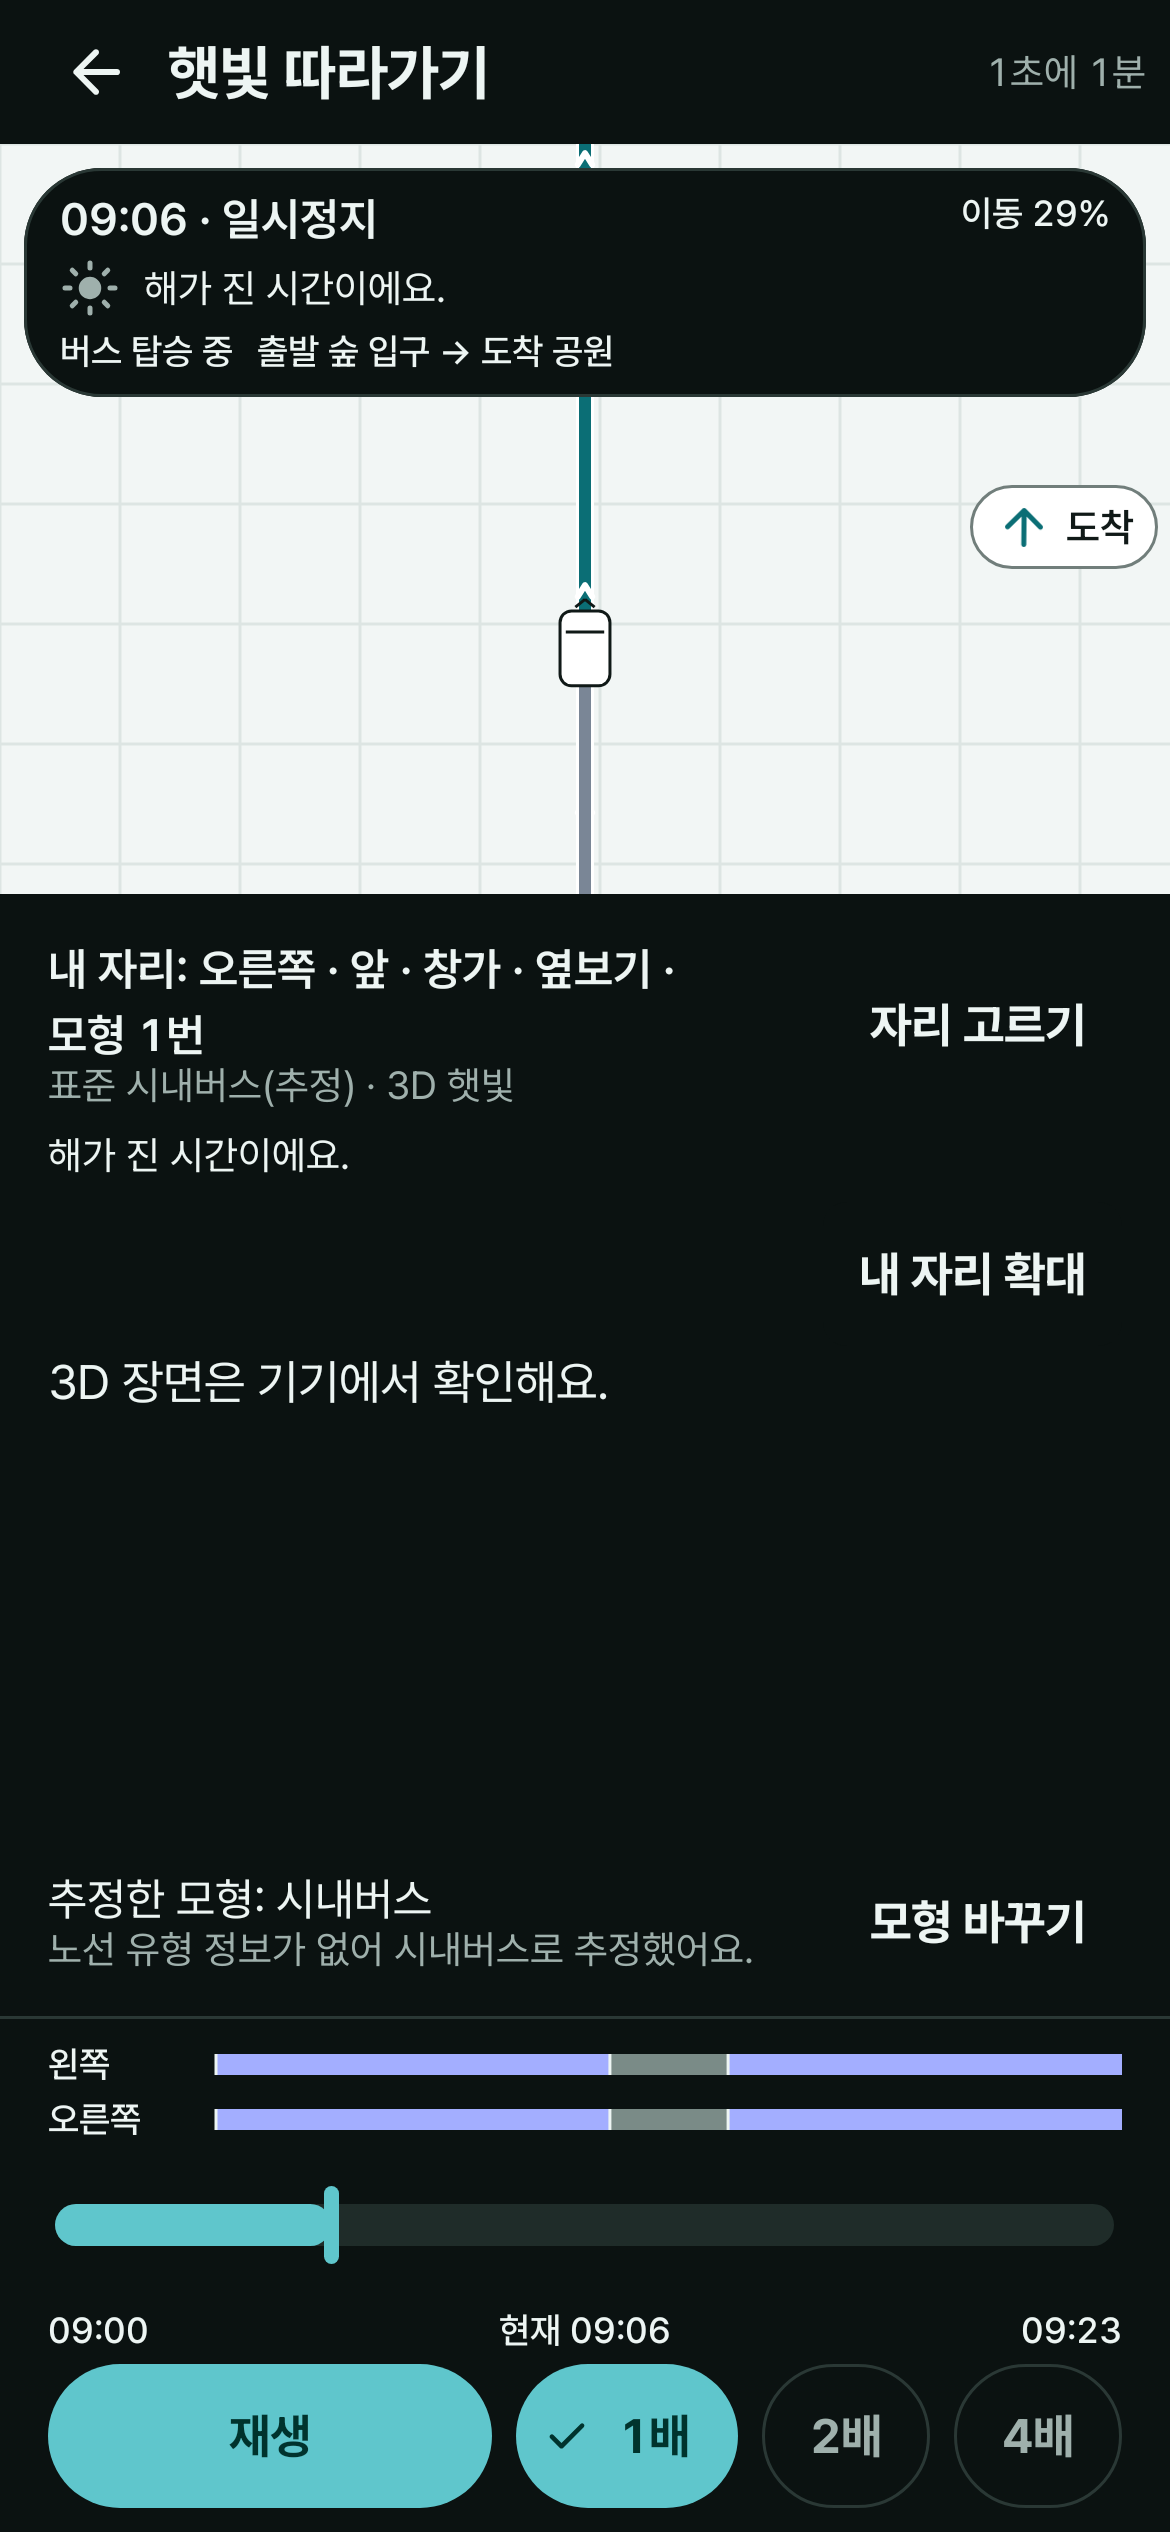 햇빛 따라가기
1초에 1분
09:06 · 일시정지
이동 29%
해가 진 시간이에요.
버스 탑승 중 출발 숲 입구 → 도착 공원
도착
내 자리: 오른쪽 · 앞 · 창가 · 옆보기 ·
모형 1번
자리 고르기
표준 시내버스(추정) · 3D 햇빛
해가 진 시간이에요.
내 자리 확대
3D 장면은 기기에서 확인해요.
추정한 모형: 시내버스
모형 바꾸기
노선 유형 정보가 없어 시내버스로 추정했어요.
왼쪽
오른쪽
09:00
현재 09:06
09:23
재생
1배
2배
4배